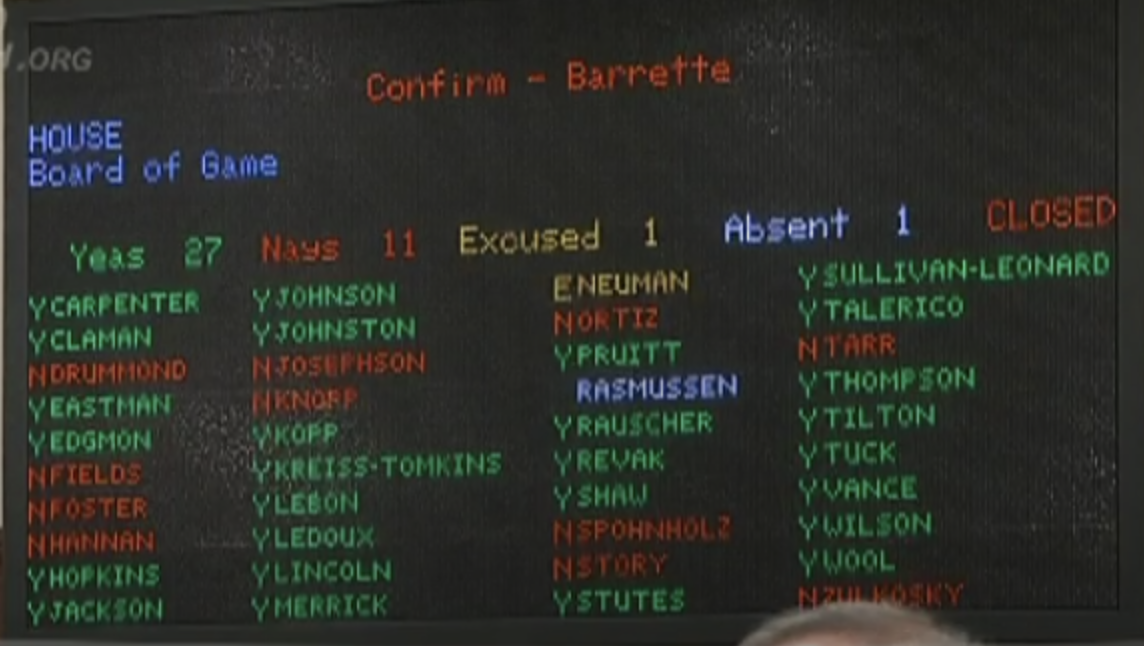 .ORG
Confirm - Barrette
HOUSE
Board of Game
Yeas 27 Nays 11 Excused 1 Absent 1 CLOSED
Y CARPENTER Y JOHNSON E NEUMAN Y SULLIVAN-LEONARD
Y CLAMAN Y JOHNSTON N ORTIZ Y TALERICO
N DRUMMOND N JOSEPHSON Y PRUITT N TARR
Y EASTMAN N KNOPP RASMUSSEN Y THOMPSON
Y EDGMON Y KOPP Y RAUSCHER Y TILTON
N FIELDS Y KREISS-TOMKINS Y REVAK Y TUCK
N FOSTER Y LEBON Y SHAW Y VANCE
N HANNAN Y LEDOUX N SPOHNHOLZ Y WILSON
Y HOPKINS Y LINCOLN N STORY Y WOOL
Y JACKSON Y MERRICK Y STUTES N ZULKOSKY